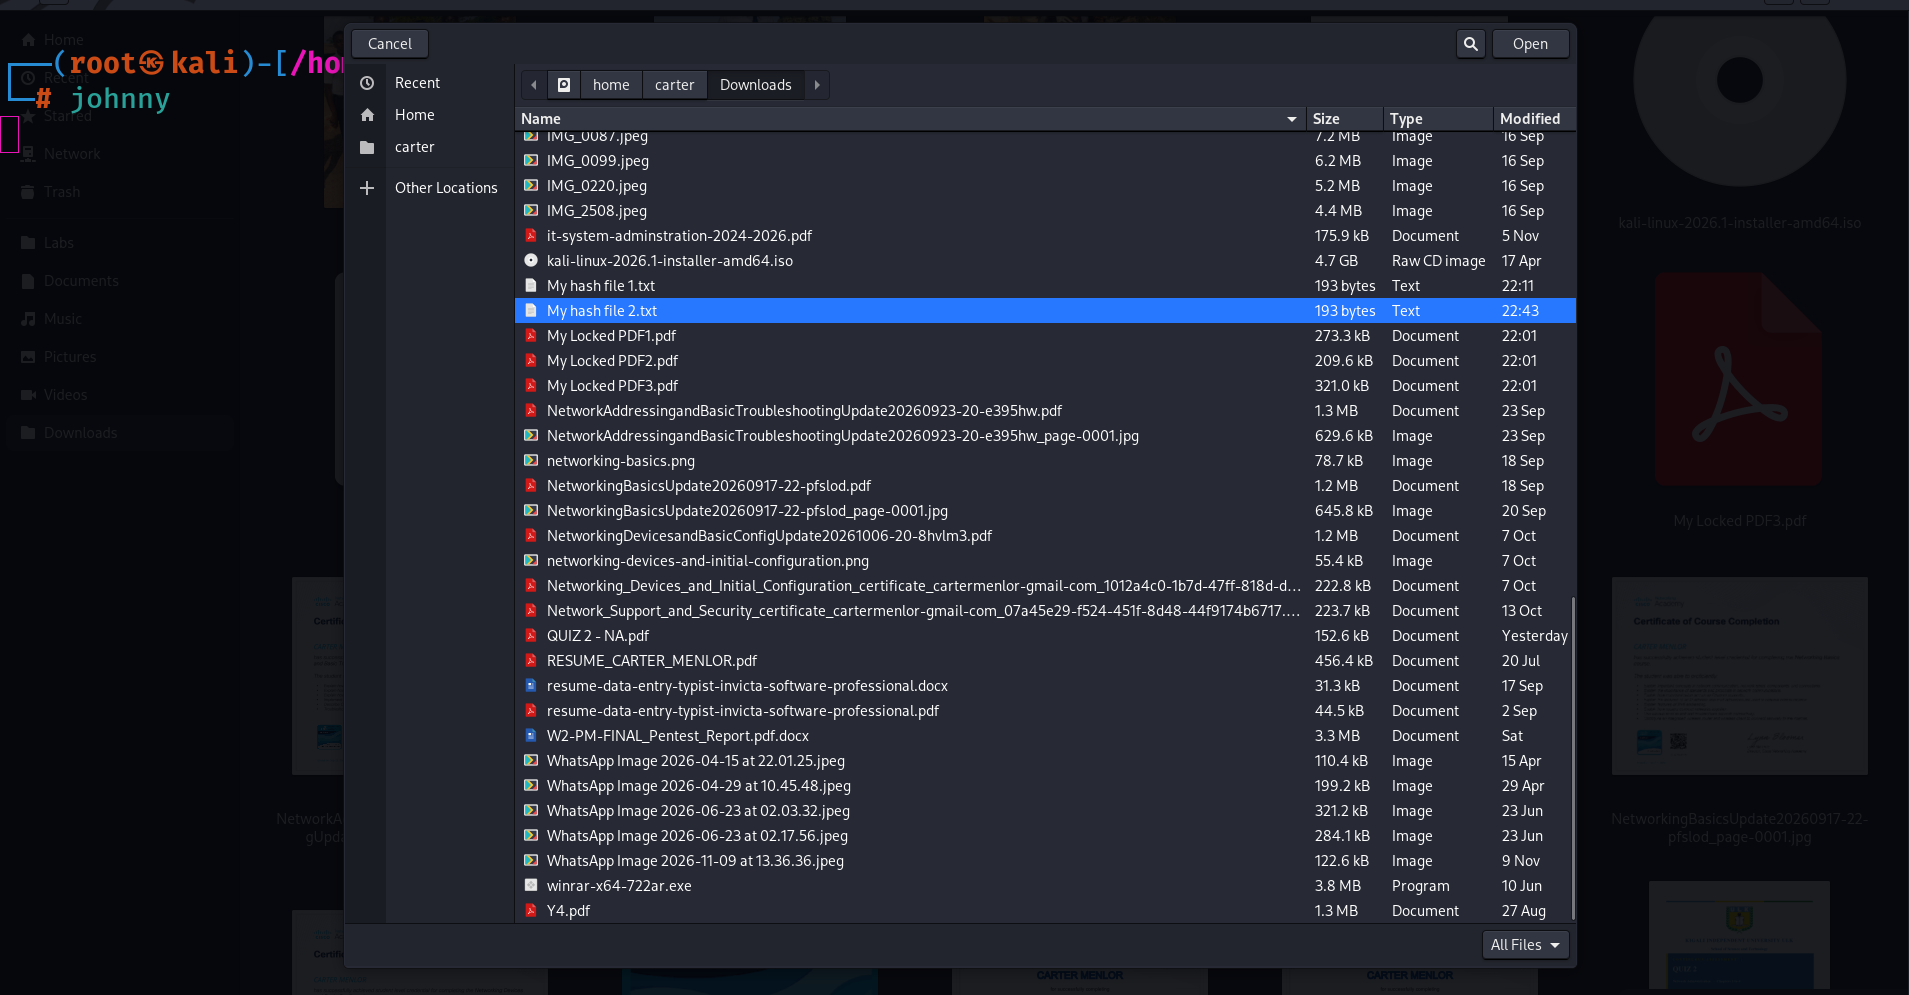 Home
(root㉿kali)-[/ho
Recent
# johnny
Starred
Network
Trash
Labs
Documents
Music
Pictures
Videos
Downloads
Cancel
Open
Recent
Home
carter
Other Locations
home
carter
Downloads
Name Size Type Modified
IMG_0087.jpeg 7.2 MB Image 16 Sep
IMG_0099.jpeg 6.2 MB Image 16 Sep
IMG_0220.jpeg 5.2 MB Image 16 Sep
IMG_2508.jpeg 4.4 MB Image 16 Sep
it-system-adminstration-2024-2026.pdf 175.9 kB Document 5 Nov
kali-linux-2026.1-installer-amd64.iso 4.7 GB Raw CD image 17 Apr
My hash file 1.txt 193 bytes Text 22:11
My hash file 2.txt 193 bytes Text 22:43
My Locked PDF1.pdf 273.3 kB Document 22:01
My Locked PDF2.pdf 209.6 kB Document 22:01
My Locked PDF3.pdf 321.0 kB Document 22:01
NetworkAddressingandBasicTroubleshootingUpdate20260923-20-e395hw.pdf 1.3 MB Document 23 Sep
NetworkAddressingandBasicTroubleshootingUpdate20260923-20-e395hw_page-0001.jpg 629.6 kB Image 23 Sep
networking-basics.png 78.7 kB Image 18 Sep
NetworkingBasicsUpdate20260917-22-pfslod.pdf 1.2 MB Document 18 Sep
NetworkingBasicsUpdate20260917-22-pfslod_page-0001.jpg 645.8 kB Image 20 Sep
NetworkingDevicesandBasicConfigUpdate20261006-20-8hvlm3.pdf 1.2 MB Document 7 Oct
networking-devices-and-initial-configuration.png 55.4 kB Image 7 Oct
Networking_Devices_and_Initial_Configuration_certificate_cartermenlor-gmail-com_1012a4c0-1b7d-47ff-818d-d... 222.8 kB Document 7 Oct
Network_Support_and_Security_certificate_cartermenlor-gmail-com_07a45e29-f524-451f-8d48-44f9174b6717.... 223.7 kB Document 13 Oct
QUIZ 2 - NA.pdf 152.6 kB Document Yesterday
RESUME_CARTER_MENLOR.pdf 456.4 kB Document 20 Jul
resume-data-entry-typist-invicta-software-professional.docx 31.3 kB Document 17 Sep
resume-data-entry-typist-invicta-software-professional.pdf 44.5 kB Document 2 Sep
W2-PM-FINAL_Pentest_Report.pdf.docx 3.3 MB Document Sat
WhatsApp Image 2026-04-15 at 22.01.25.jpeg 110.4 kB Image 15 Apr
WhatsApp Image 2026-04-29 at 10.45.48.jpeg 199.2 kB Image 29 Apr
WhatsApp Image 2026-06-23 at 02.03.32.jpeg 321.2 kB Image 23 Jun
WhatsApp Image 2026-06-23 at 02.17.56.jpeg 284.1 kB Image 23 Jun
WhatsApp Image 2026-11-09 at 13.36.36.jpeg 122.6 kB Image 9 Nov
winrar-x64-722ar.exe 3.8 MB Program 10 Jun
Y4.pdf 1.3 MB Document 27 Aug
All Files
kali-linux-2026.1-installer-amd64.iso
My Locked PDF3.pdf
Certificate of Course Completion
NetworkA
gUpda
NetworkingBasicsUpdate20260917-22-
pfslod_page-0001.jpg
CARTER MENLOR
CARTER MENLOR